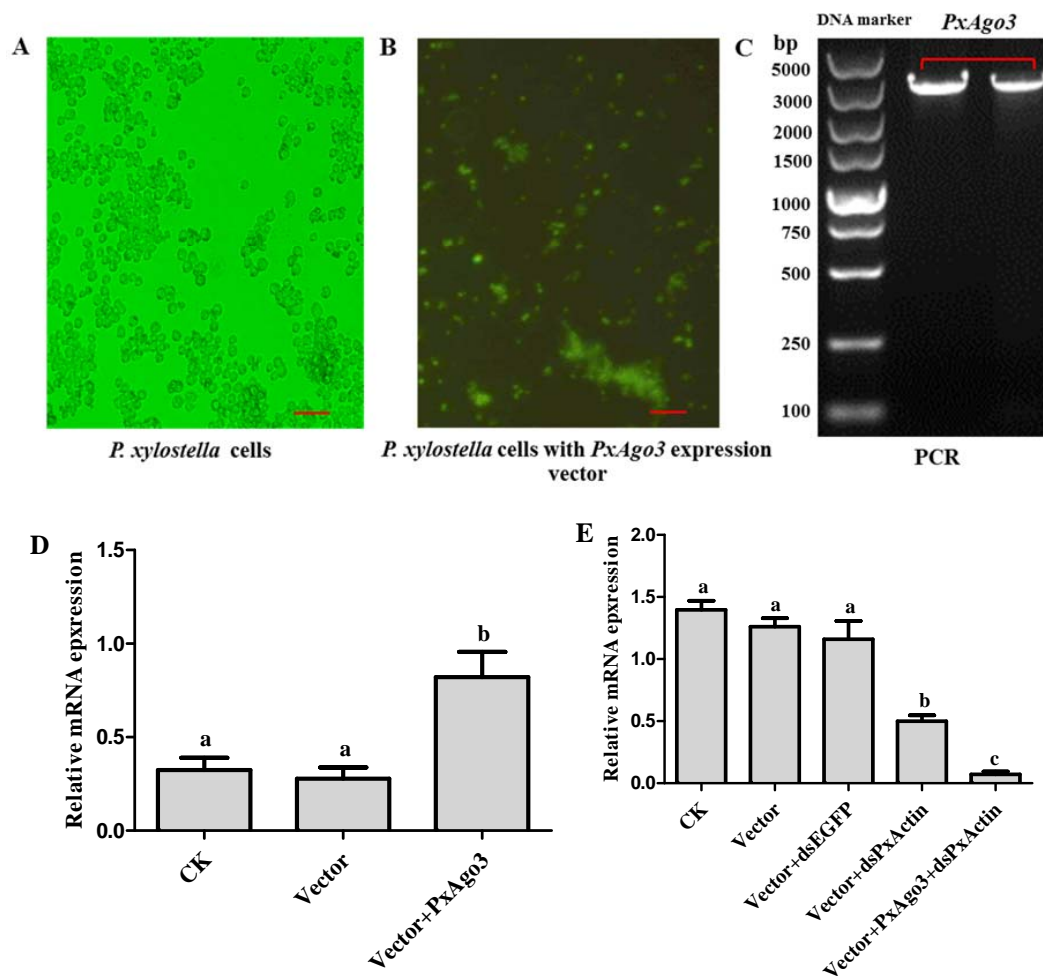 A
B
C
DNA marker
PxAgo3
bp
5000
3000
2000
1500
1000
750
500
250
100
P. xylostella cells
P. xylostella cells with PxAgo3 expression
vector
PCR
D
Relative mRNA epxression
1.5
1.0
0.5
0.0
a
a
b
CK
Vector
Vector+PxAgo3
E
Relative mRNA epxression
2.0
1.5
1.0
0.5
0.0
a
a
a
b
c
CK
Vector
Vector+dsEGFP
Vector+dsPxActin
Vector+PxAgo3+dsPxActin